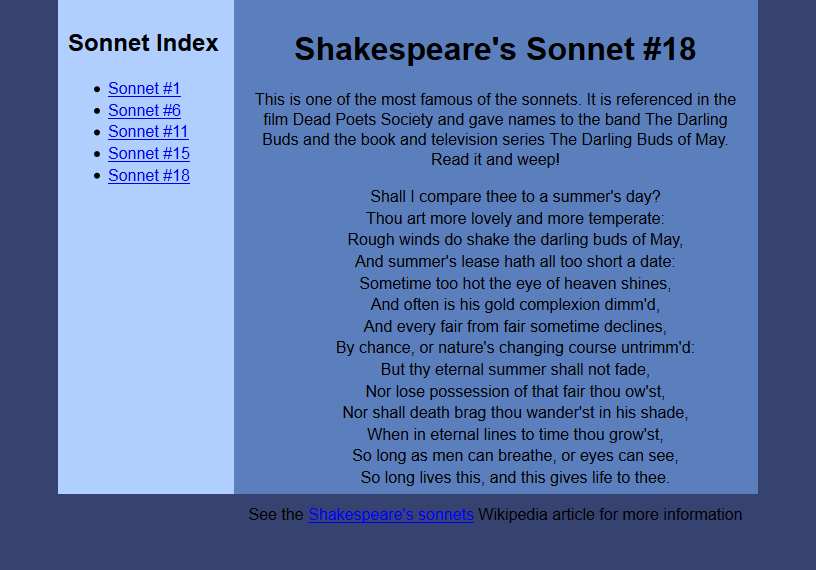 Sonnet Index
Sonnet #1
Sonnet #6
Sonnet #11
Sonnet #15
Sonnet #18
Shakespeare's Sonnet #18
This is one of the most famous of the sonnets. It is referenced in the
film Dead Poets Society and gave names to the band The Darling
Buds and the book and television series The Darling Buds of May.
Read it and weep!
Shall I compare thee to a summer's day?
Thou art more lovely and more temperate:
Rough winds do shake the darling buds of May,
And summer's lease hath all too short a date:
Sometime too hot the eye of heaven shines,
And often is his gold complexion dimm'd,
And every fair from fair sometime declines,
By chance, or nature's changing course untrimm'd:
But thy eternal summer shall not fade,
Nor lose possession of that fair thou ow'st,
Nor shall death brag thou wander'st in his shade,
When in eternal lines to time thou grow'st,
So long as men can breathe, or eyes can see,
So long lives this, and this gives life to thee.
See the Shakespeare's sonnets Wikipedia article for more information